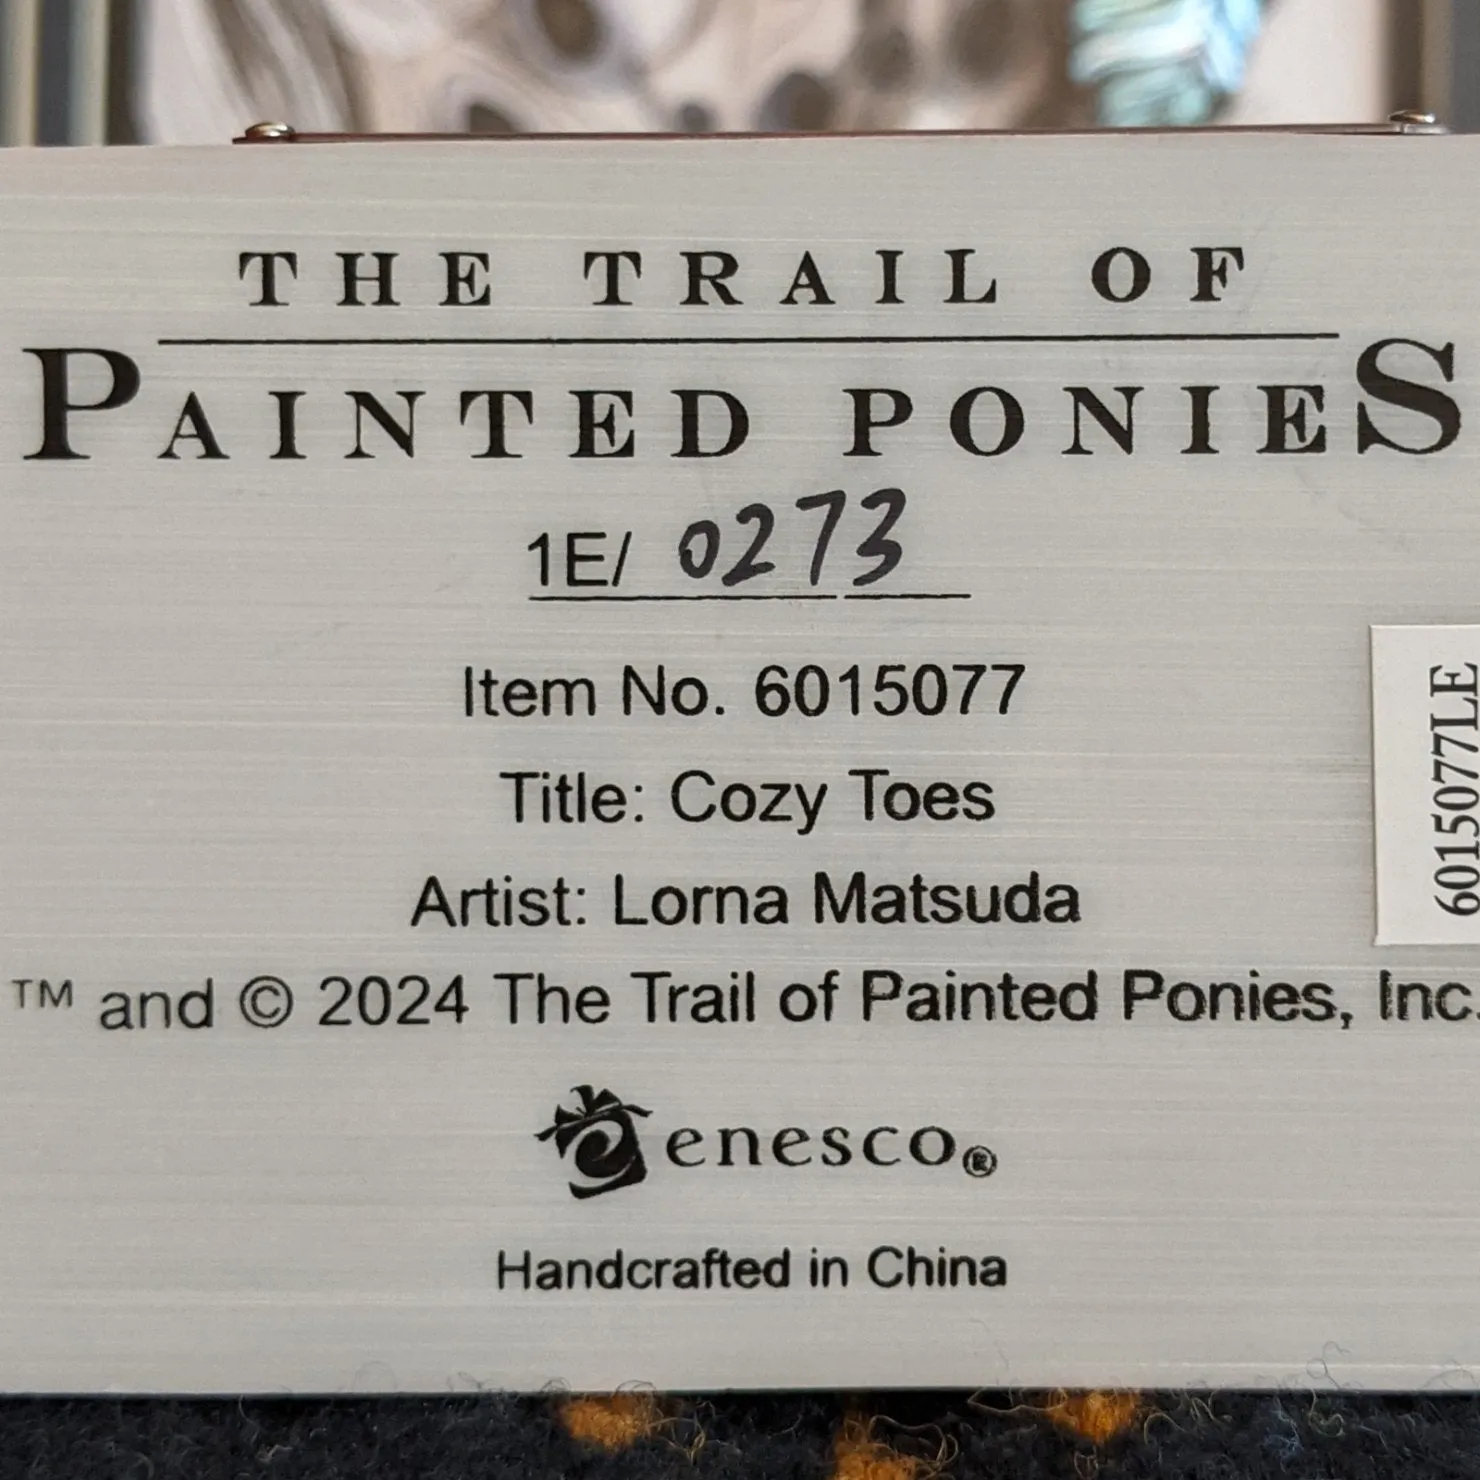 THE TRAIL OF
PAINTED PONIES
1E/ 0273
Item No. 6015077
Title: Cozy Toes
Artist: Lorna Matsuda
™ and © 2024 The Trail of Painted Ponies, Inc.
enesco®
Handcrafted in China
6015077LE